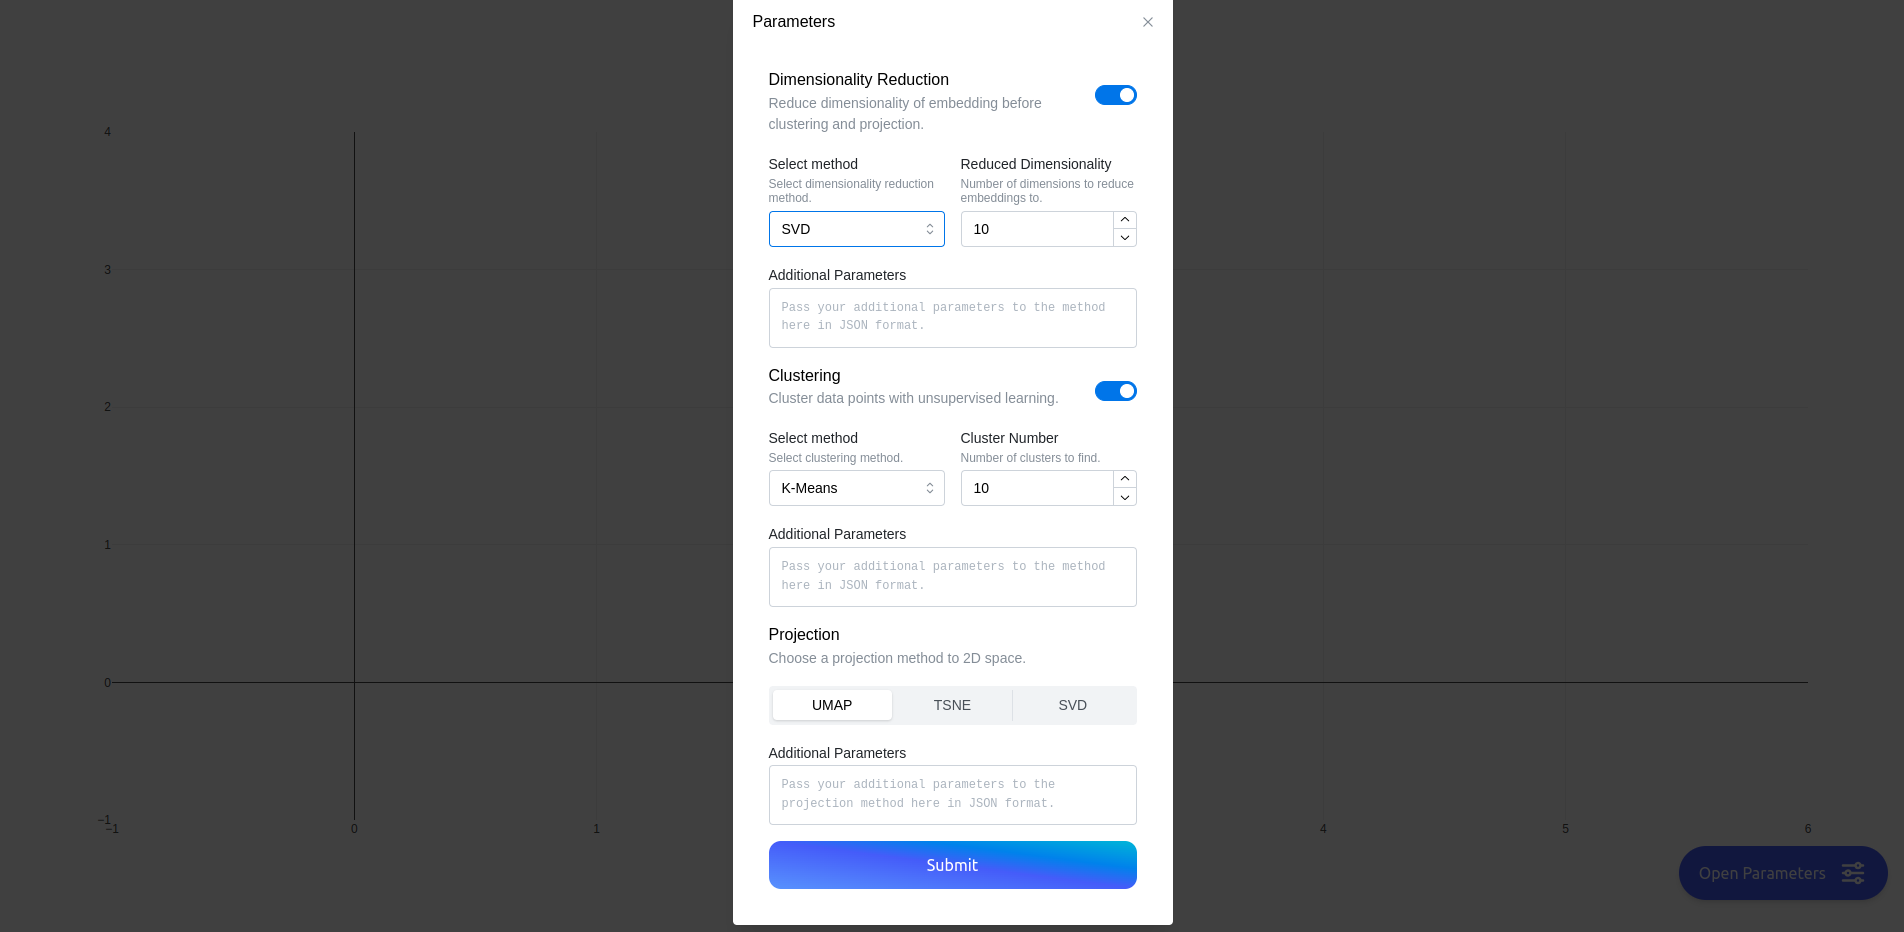 Parameters
Dimensionality Reduction
Reduce dimensionality of embedding before
clustering and projection.
Select method
Select dimensionality reduction
method.
SVD
Reduced Dimensionality
Number of dimensions to reduce
embeddings to.
10
Additional Parameters
Pass your additional parameters to the method
here in JSON format.
Clustering
Cluster data points with unsupervised learning.
Select method
Select clustering method.
K-Means
Cluster Number
Number of clusters to find.
10
Additional Parameters
Pass your additional parameters to the method
here in JSON format.
Projection
Choose a projection method to 2D space.
UMAP TSNE SVD
Additional Parameters
Pass your additional parameters to the
projection method here in JSON format.
Submit
4
3
2
1
0
−1
−1 0 1 4 5 6
Open Parameters